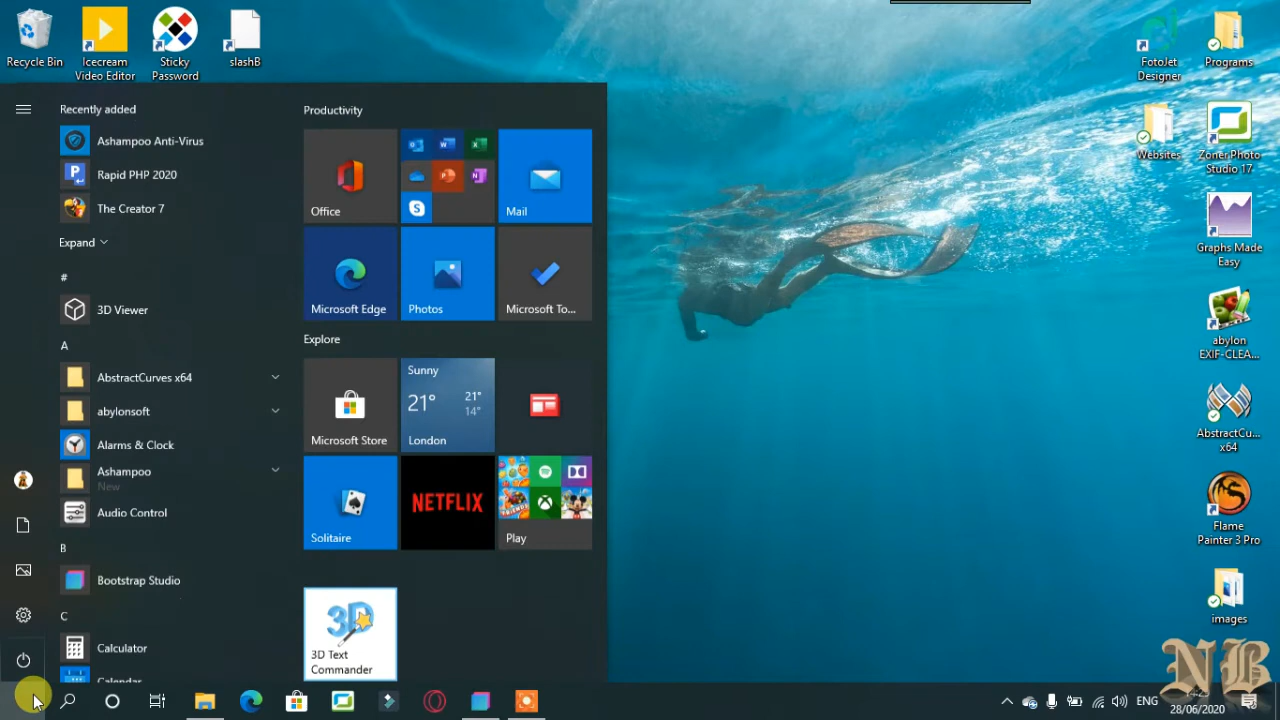 Recycle Bin
Icecream
Video Editor
Sticky
Password
slashB
FotoJet
Designer
Programs
Websites
Zoner Photo
Studio 17
Graphs Made
Easy
abylon
EXIF-CLEA...
AbstractCu...
x64
Flame
Painter 3 Pro
images
Recently added
Ashampoo Anti-Virus
Rapid PHP 2020
The Creator 7
Expand
#
3D Viewer
A
AbstractCurves x64
abylonsoft
Alarms & Clock
Ashampoo
New
Audio Control
B
Bootstrap Studio
C
Calculator
Calendar
Productivity
Office
Mail
Microsoft Edge
Photos
Microsoft To...
Explore
Microsoft Store
Sunny
21°
21°
14°
London
Solitaire
NETFLIX
Play
3D
3D Text
Commander
NB
ENG
28/06/2020